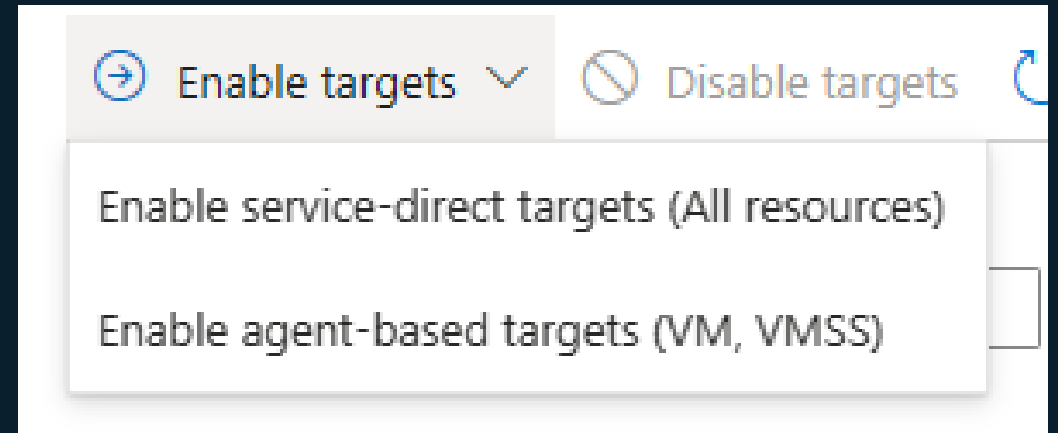 Enable targets Disable targets
Enable service-direct targets (All resources)
Enable agent-based targets (VM, VMSS)